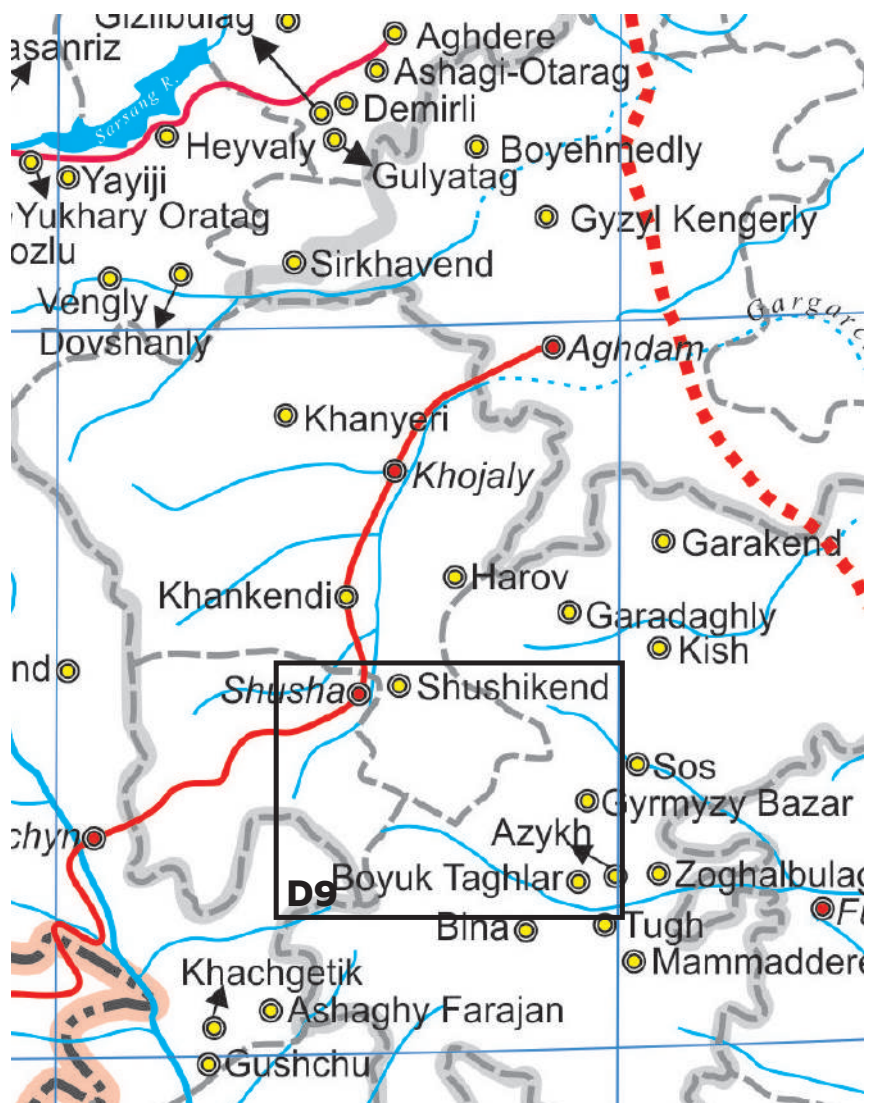 Gizilbulag
Aghdere
asanriz
Ashagi-Otarag
Sarsang R.
Demirli
Heyvaly
Boyehmedly
Gulyatag
Yayiji
Yukhary Oratag
Gyzyl Kengerly
ozlu
Sirkhavend
Vengly
Gargarc
Dovshanly
Aghdam
Khanyeri
Khojaly
Garakend
Harov
Khankendi
Garadaghly
Kish
nd
Shusha
Shushikend
Sos
Gyrmyzy Bazar
Azykh
chyn
D9
Boyuk Taghlar
Zoghalbulag
Tugh
Mammaddere
Khachgetik
Ashaghy Farajan
Gushchu